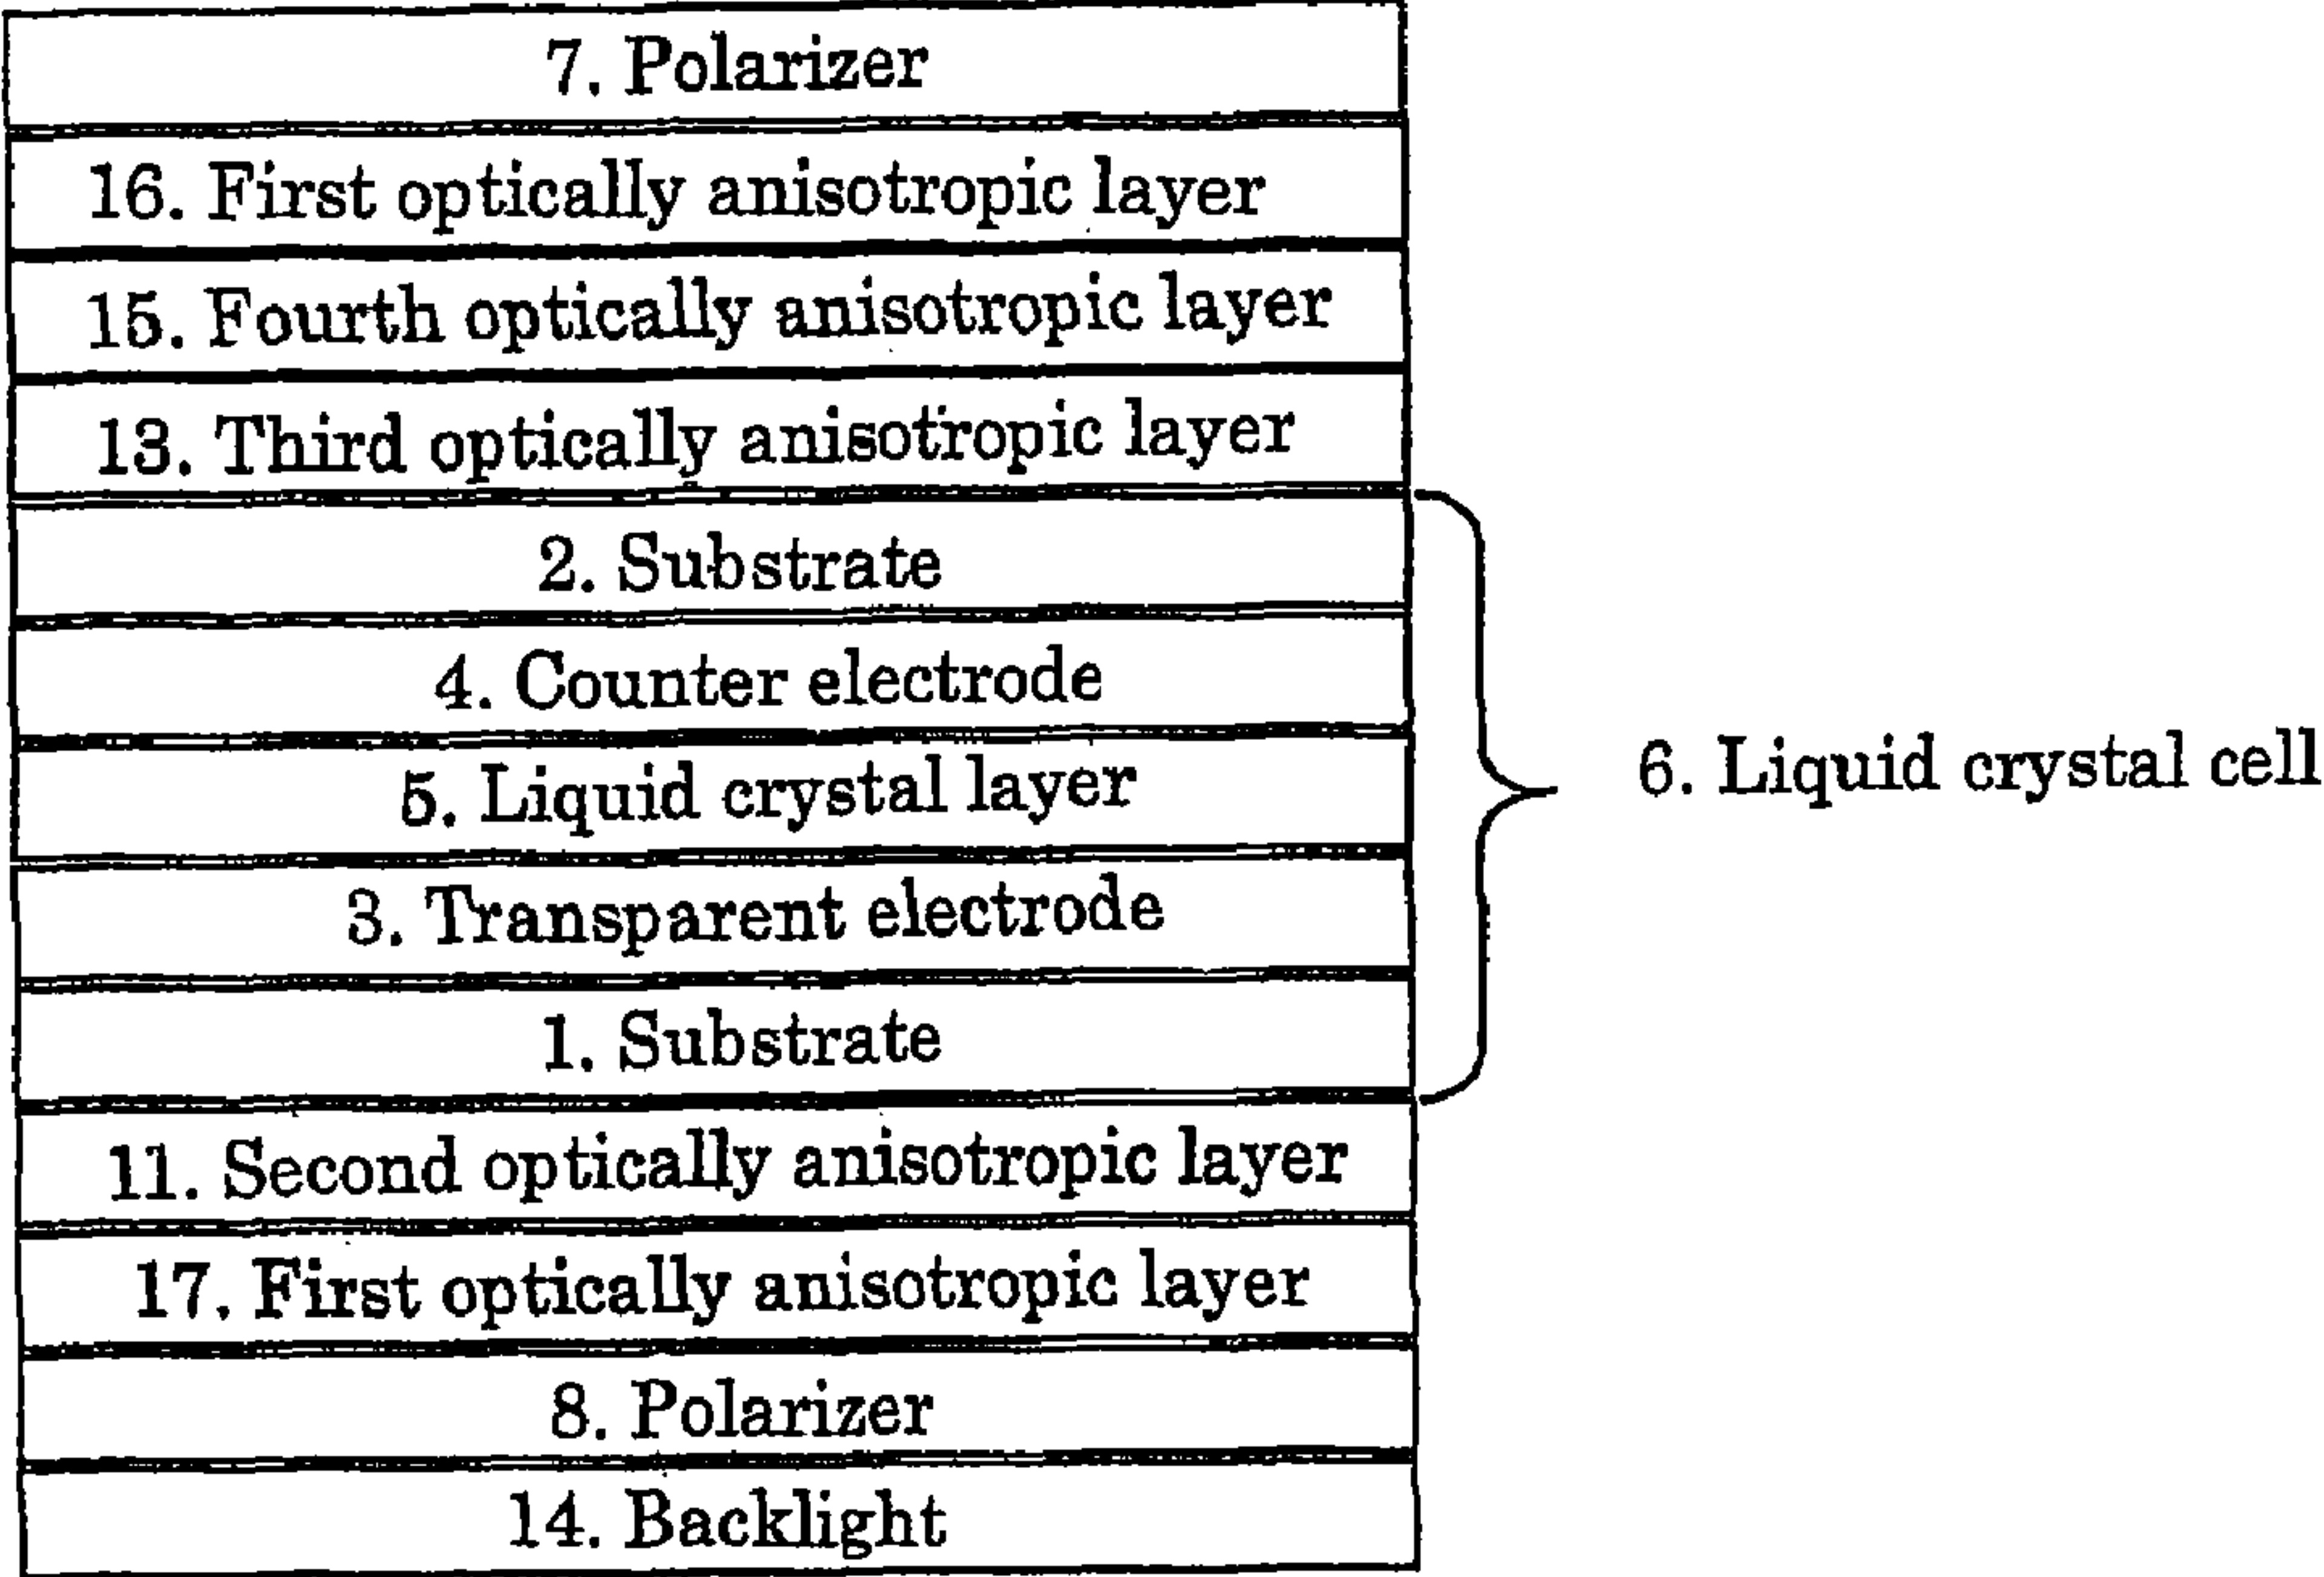 7. Polarizer
16. First optically anisotropic layer
15. Fourth optically anisotropic layer
13. Third optically anisotropic layer
2. Substrate
4. Counter electrode
5. Liquid crystal layer
6. Liquid crystal cell
3. Transparent electrode
1. Substrate
11. Second optically anisotropic layer
17. First optically anisotropic layer
8. Polarizer
14. Backlight